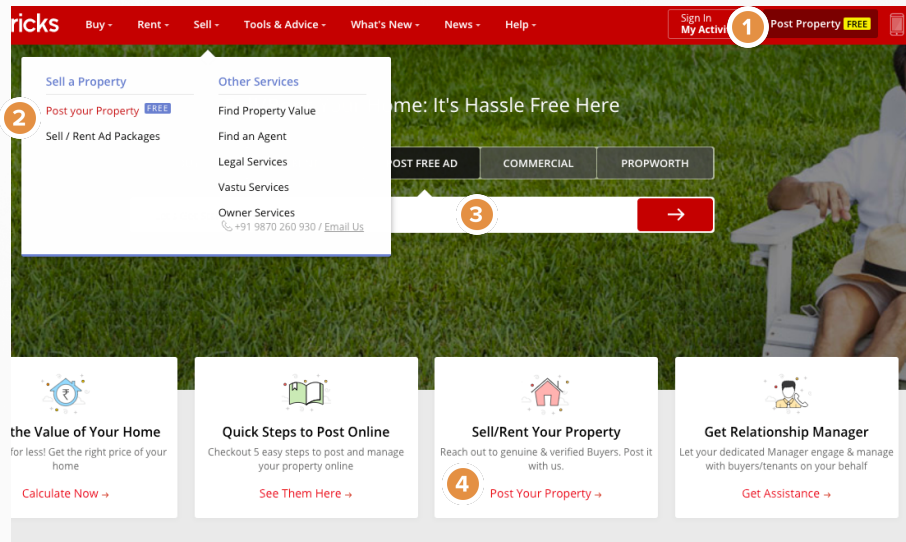 ricks Buy Rent Sell Tools & Advice What's New News Help Sign In 1 Post Property FREE
My Activi
Sell a Property Other Services
2 Post your Property FREE Find Property Value
ome: It's Hassle Free Here
Sell / Rent Ad Packages Find an Agent
Legal Services OST FREE AD COMMERCIAL PROPWORTH
Vastu Services
Owner Services 3 →
+91 9870 260 930 / Email Us
the Value of Your Home
for less! Get the right price of your
home
Calculate Now →
Quick Steps to Post Online
Checkout 5 easy steps to post and manage
your property online
See Them Here →
Sell/Rent Your Property
Reach out to genuine & verified Buyers. Post it
with us.
4 Post Your Property →
Get Relationship Manager
Let your dedicated Manager engage & manage
with buyers/tenants on your behalf
Get Assistance →